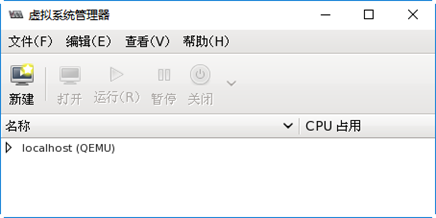 虚拟系统管理器
文件(F) 编辑(E) 查看(V) 帮助(H)
新建 打开 运行(R) 暂停 关闭
名称 CPU 占用
localhost (QEMU)